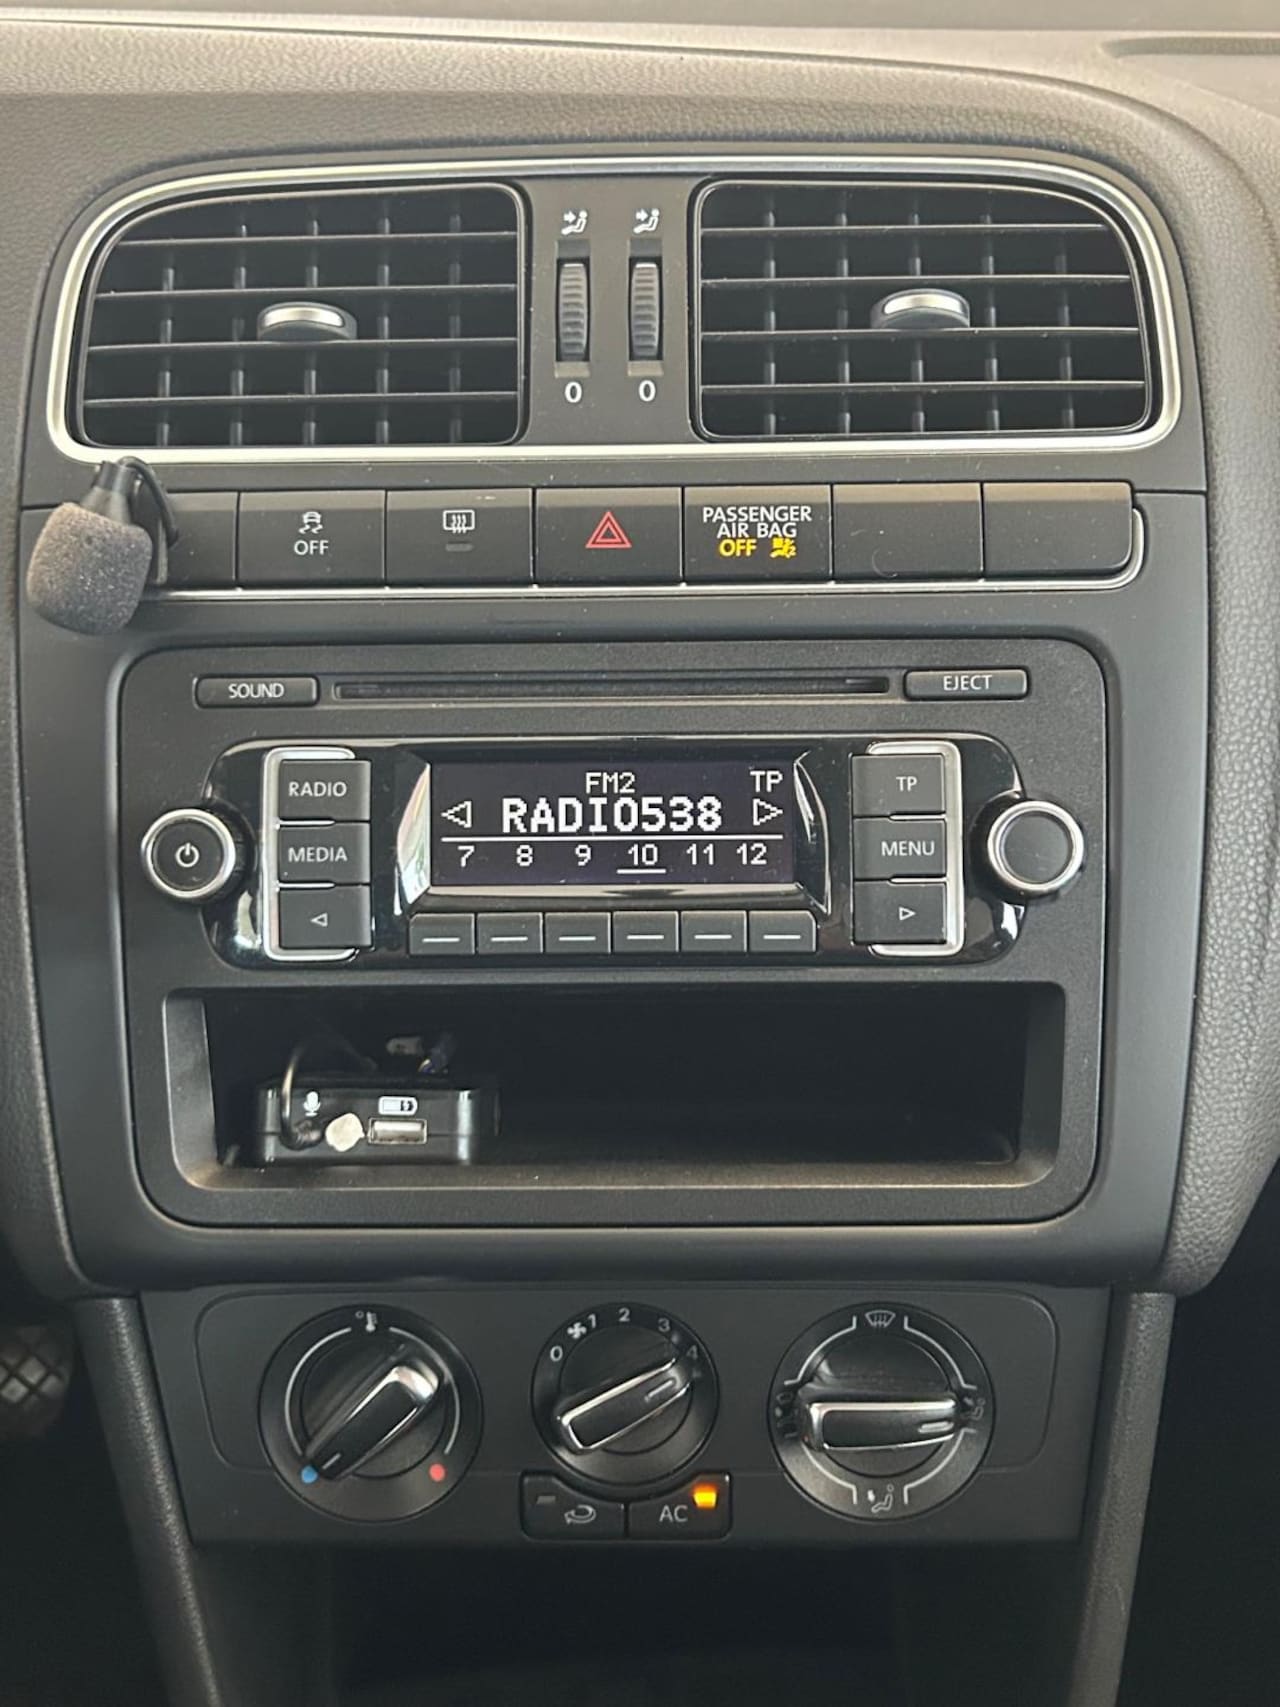 0 0
OFF
PASSENGER
AIR BAG
OFF
SOUND
EJECT
RADIO
FM2
TP
TP
RADIO538
MEDIA
7 8 9 10 11 12
MENU
0 1 2 3 4
AC